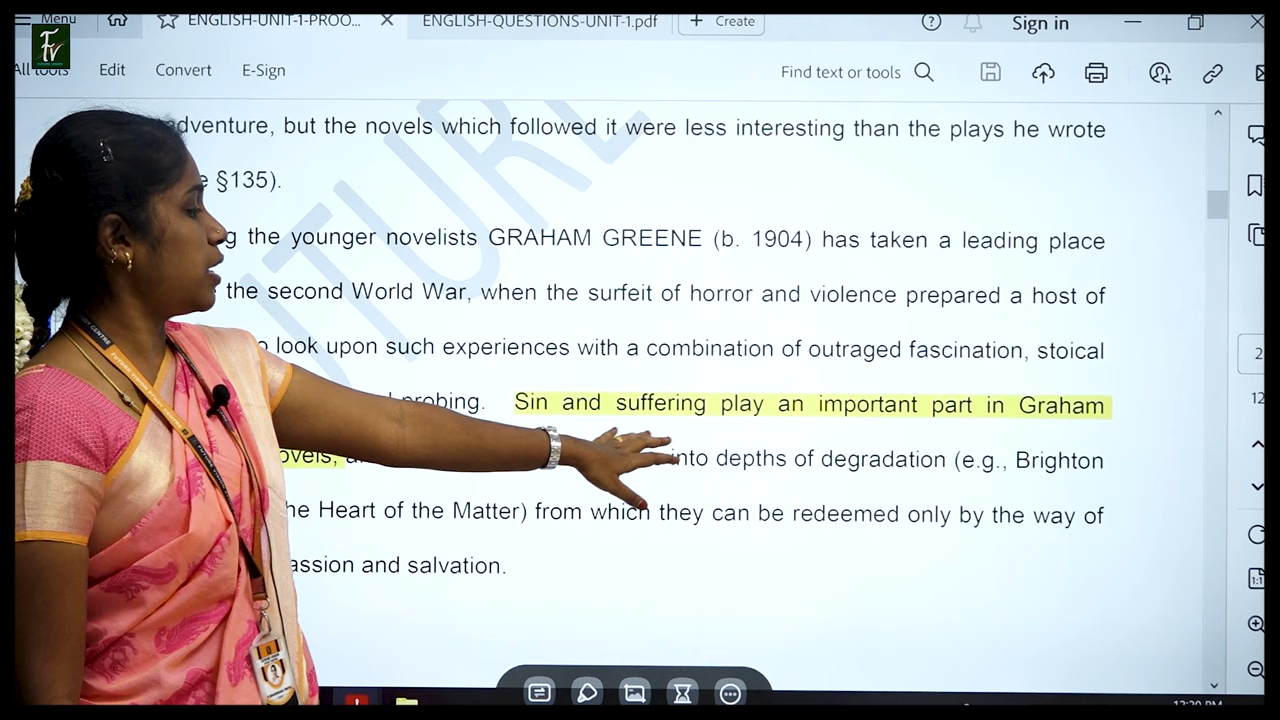 Menu
ENGLISH-UNIT-1-PROO...
ENGLISH-QUESTIONS-UNIT-1.pdf
+ Create
Sign in
All tools
Edit
Convert
E-Sign
Find text or tools
dventure, but the novels which followed it were less interesting than the plays he wrote
e §135).
g the younger novelists GRAHAM GREENE (b. 1904) has taken a leading place
the second World War, when the surfeit of horror and violence prepared a host of
o look upon such experiences with a combination of outraged fascination, stoical
probing. Sin and suffering play an important part in Graham
ovels, into depths of degradation (e.g., Brighton
he Heart of the Matter) from which they can be redeemed only by the way of
assion and salvation.
2
12
1:1